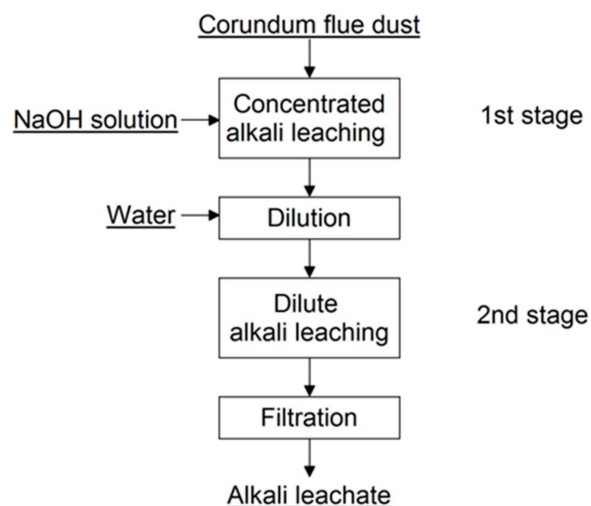 Corundum flue dust
Concentrated
alkali leaching
1st stage
NaOH solution
Water
Dilution
Dilute
alkali leaching
2nd stage
Filtration
Alkali leachate